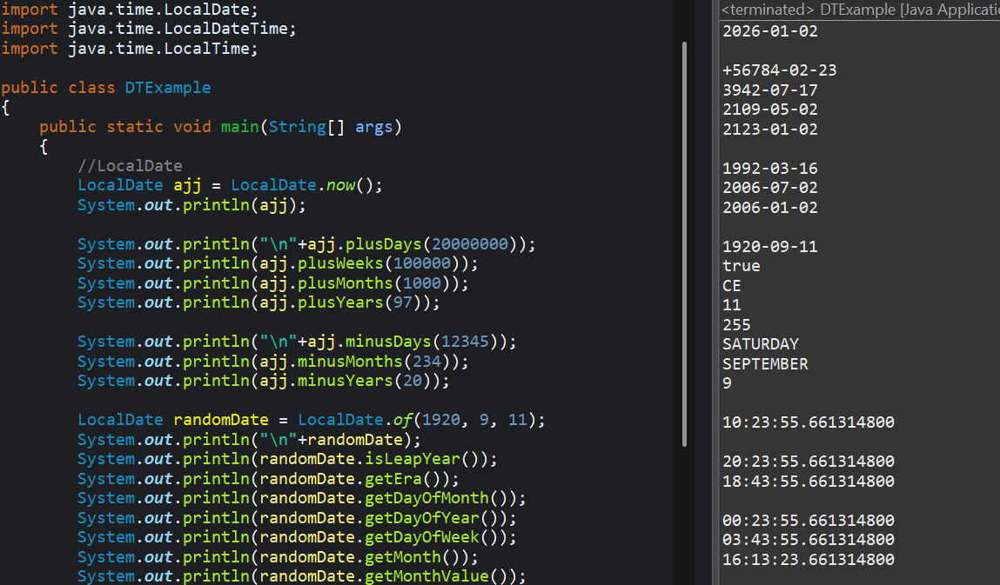 import java.time.LocalDate;
import java.time.LocalDateTime;
import java.time.LocalTime;
public class DTExample
{
public static void main(String[] args)
{
//LocalDate
LocalDate ajj = LocalDate.now();
System.out.println(ajj);
System.out.println("\n"+ajj.plusDays(20000000));
System.out.println(ajj.plusWeeks(100000));
System.out.println(ajj.plusMonths(1000));
System.out.println(ajj.plusYears(97));
System.out.println("\n"+ajj.minusDays(12345));
System.out.println(ajj.minusMonths(234));
System.out.println(ajj.minusYears(20));
LocalDate randomDate = LocalDate.of(1920, 9, 11);
System.out.println("\n"+randomDate);
System.out.println(randomDate.isLeapYear());
System.out.println(randomDate.getEra());
System.out.println(randomDate.getDayOfMonth());
System.out.println(randomDate.getDayOfYear());
System.out.println(randomDate.getDayOfWeek());
System.out.println(randomDate.getMonth());
System.out.println(randomDate.getMonthValue());
<terminated> DTExample [Java Applicatio
2026-01-02
+56784-02-23
3942-07-17
2109-05-02
2123-01-02
1992-03-16
2006-07-02
2006-01-02
1920-09-11
true
CE
11
255
SATURDAY
SEPTEMBER
9
10:23:55.661314800
20:23:55.661314800
18:43:55.661314800
00:23:55.661314800
03:43:55.661314800
16:13:23.661314800